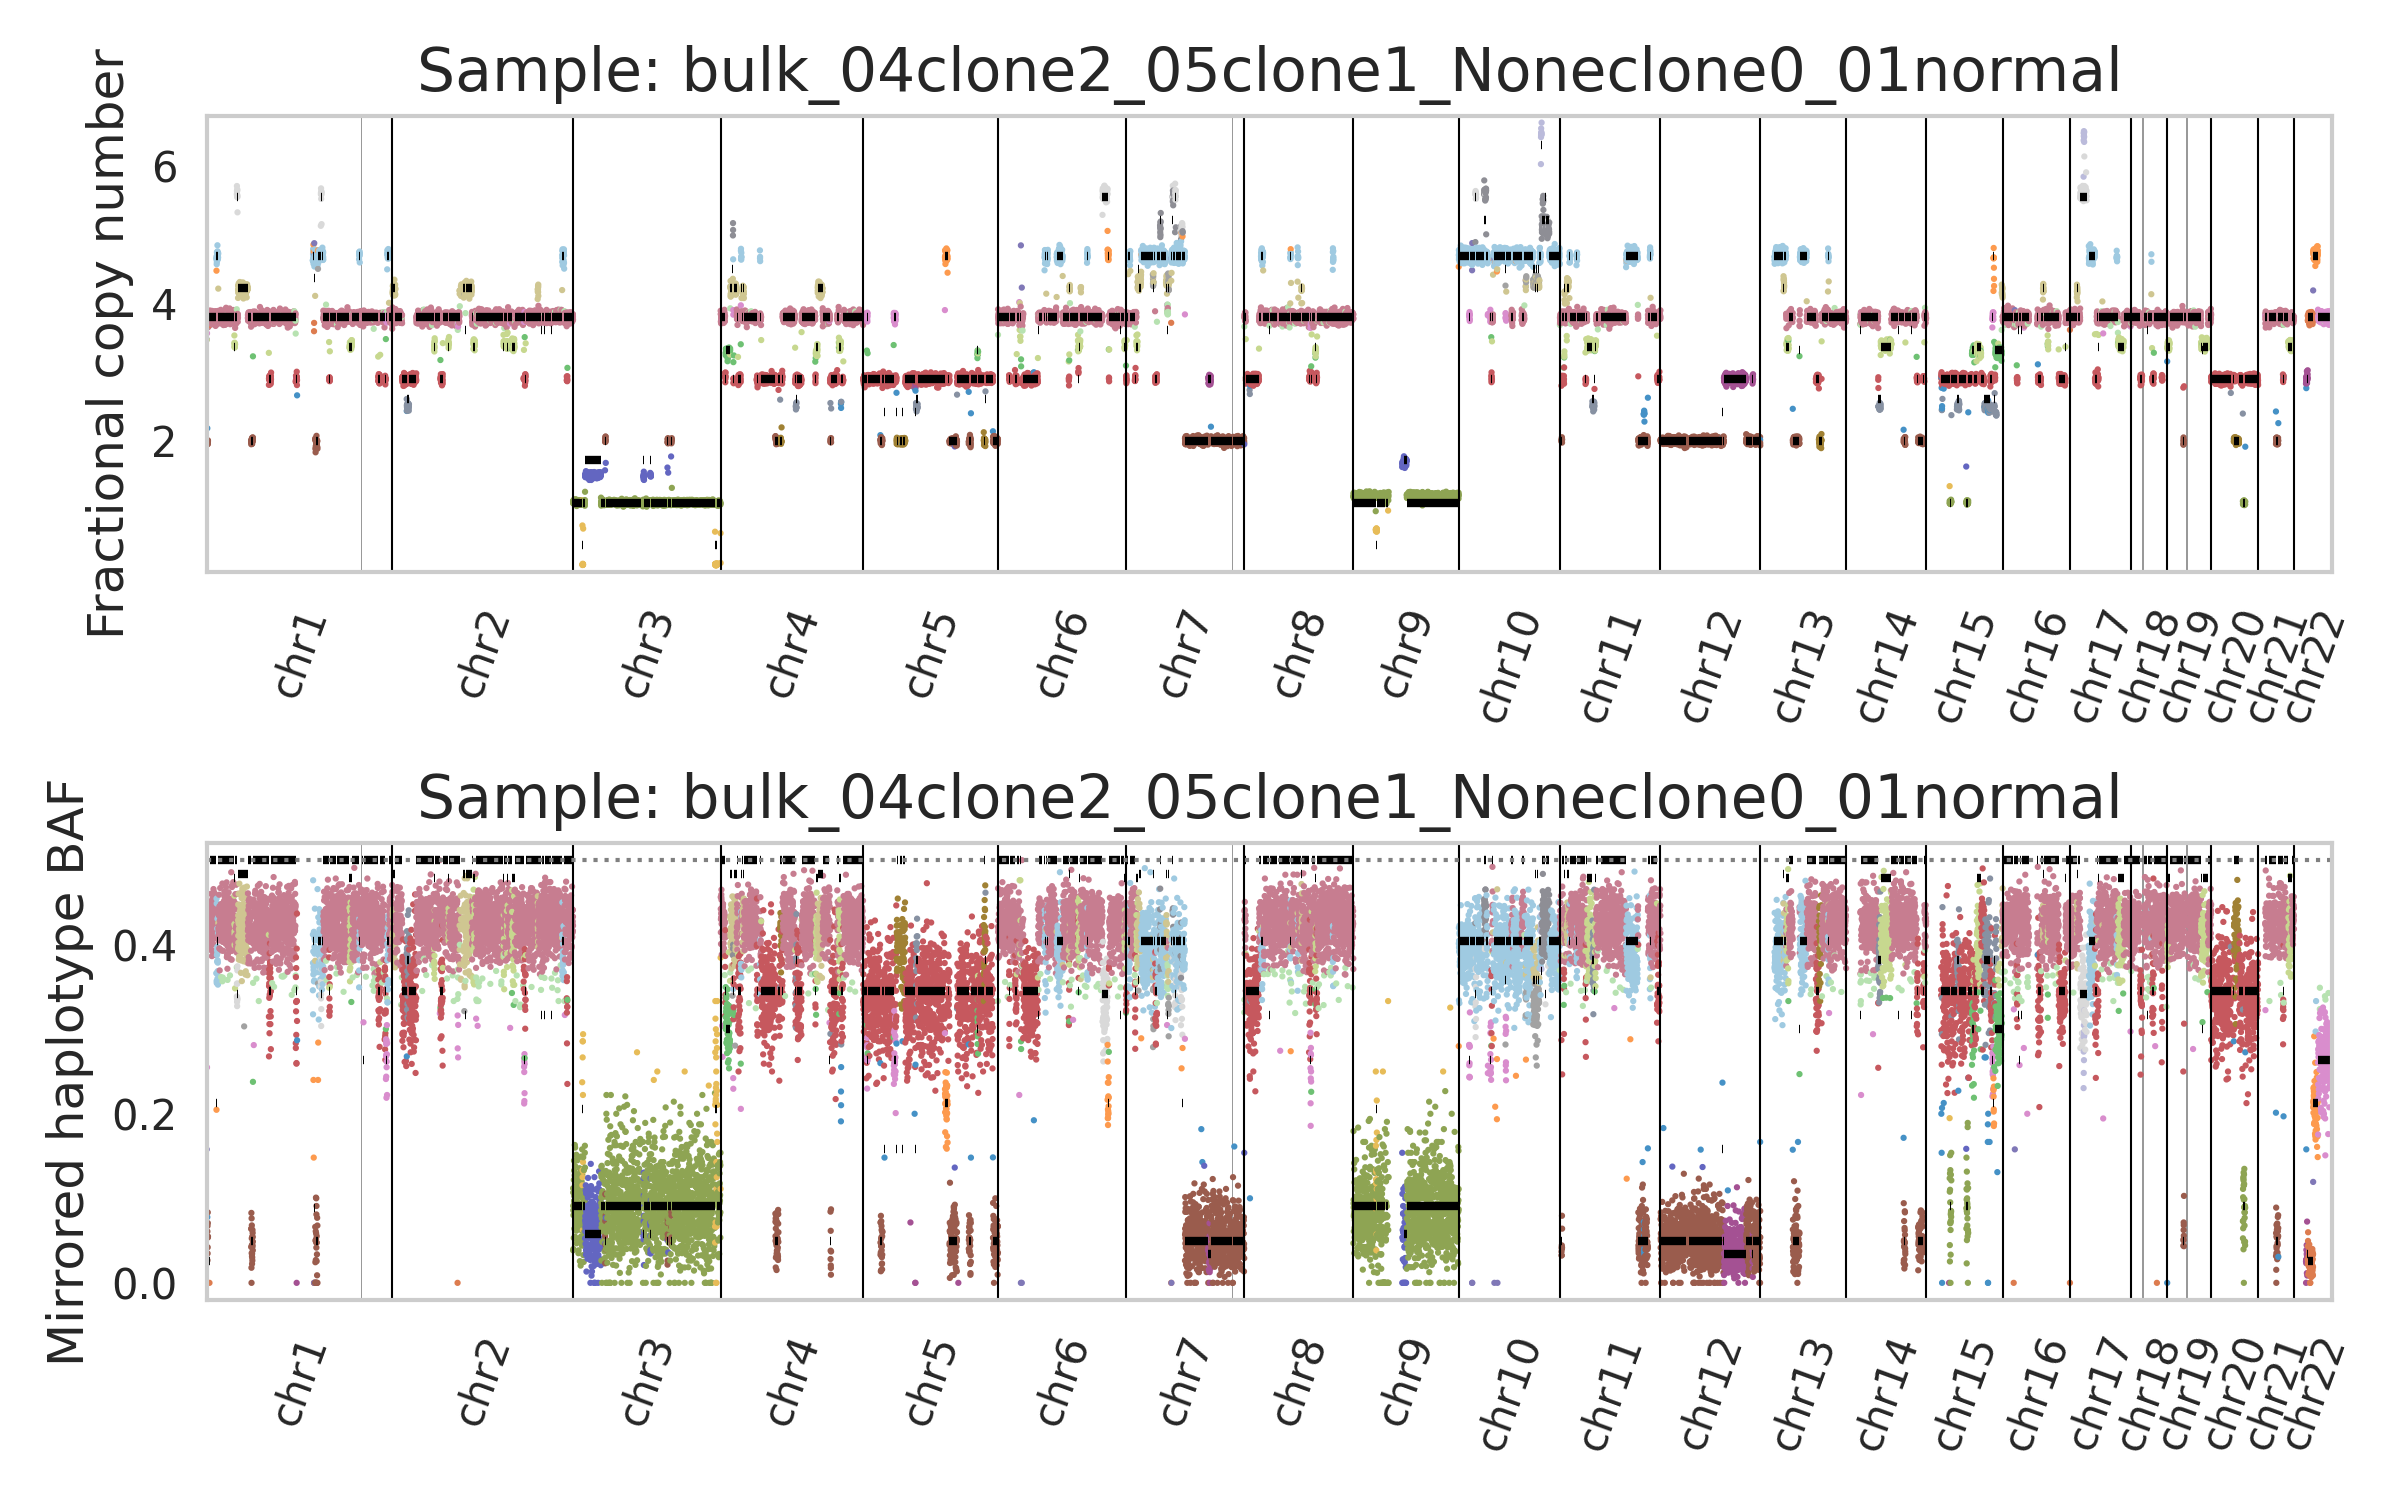 Sample: bulk_04clone2_05clone1_Noneclone0_01normal
Fractional copy number
6
4
2
chr1
chr2
chr3
chr4
chr5
chr6
chr7
chr8
chr9
chr10
chr11
chr12
chr13
chr14
chr15
chr16
chr17
chr18
chr19
chr20
chr21
chr22
Sample: bulk_04clone2_05clone1_Noneclone0_01normal
Mirrored haplotype BAF
0.4
0.2
0.0
chr1
chr2
chr3
chr4
chr5
chr6
chr7
chr8
chr9
chr10
chr11
chr12
chr13
chr14
chr15
chr16
chr17
chr18
chr19
chr20
chr21
chr22